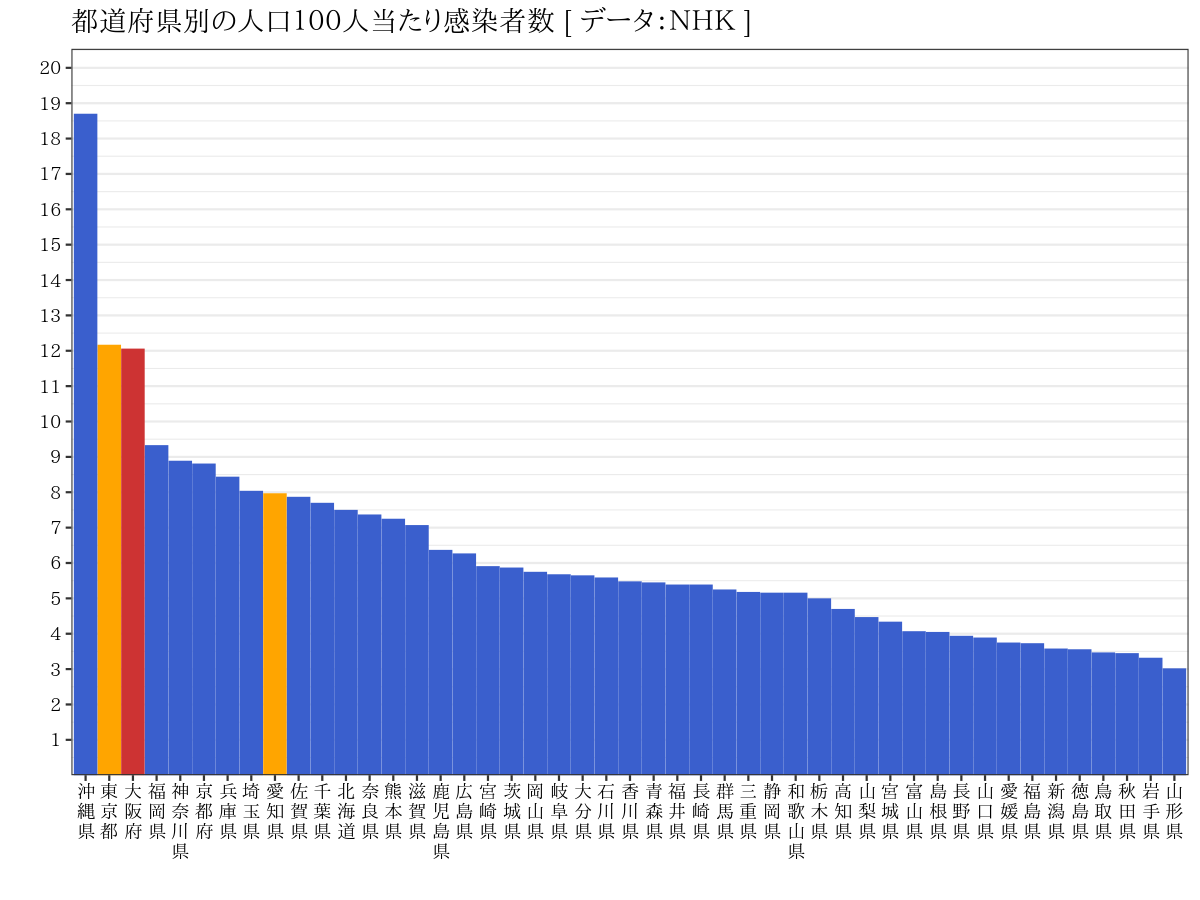 都道府県別の人口100人当たり感染者数 [ データ:NHK ]
20
19
18
17
16
15
14
13
12
11
10
9
8
7
6
5
4
3
2
1
沖縄県
東京都
大阪府
福岡県
神奈川県
京都府
兵庫県
埼玉県
愛知県
佐賀県
千葉県
北海道
奈良県
熊本県
滋賀県
鹿児島県
広島県
宮崎県
茨城県
岡山県
岐阜県
大分県
石川県
香川県
青森県
福井県
長崎県
群馬県
三重県
静岡県
和歌山県
栃木県
高知県
山梨県
宮城県
富山県
島根県
長野県
山口県
愛媛県
福島県
新潟県
徳島県
鳥取県
秋田県
岩手県
山形県